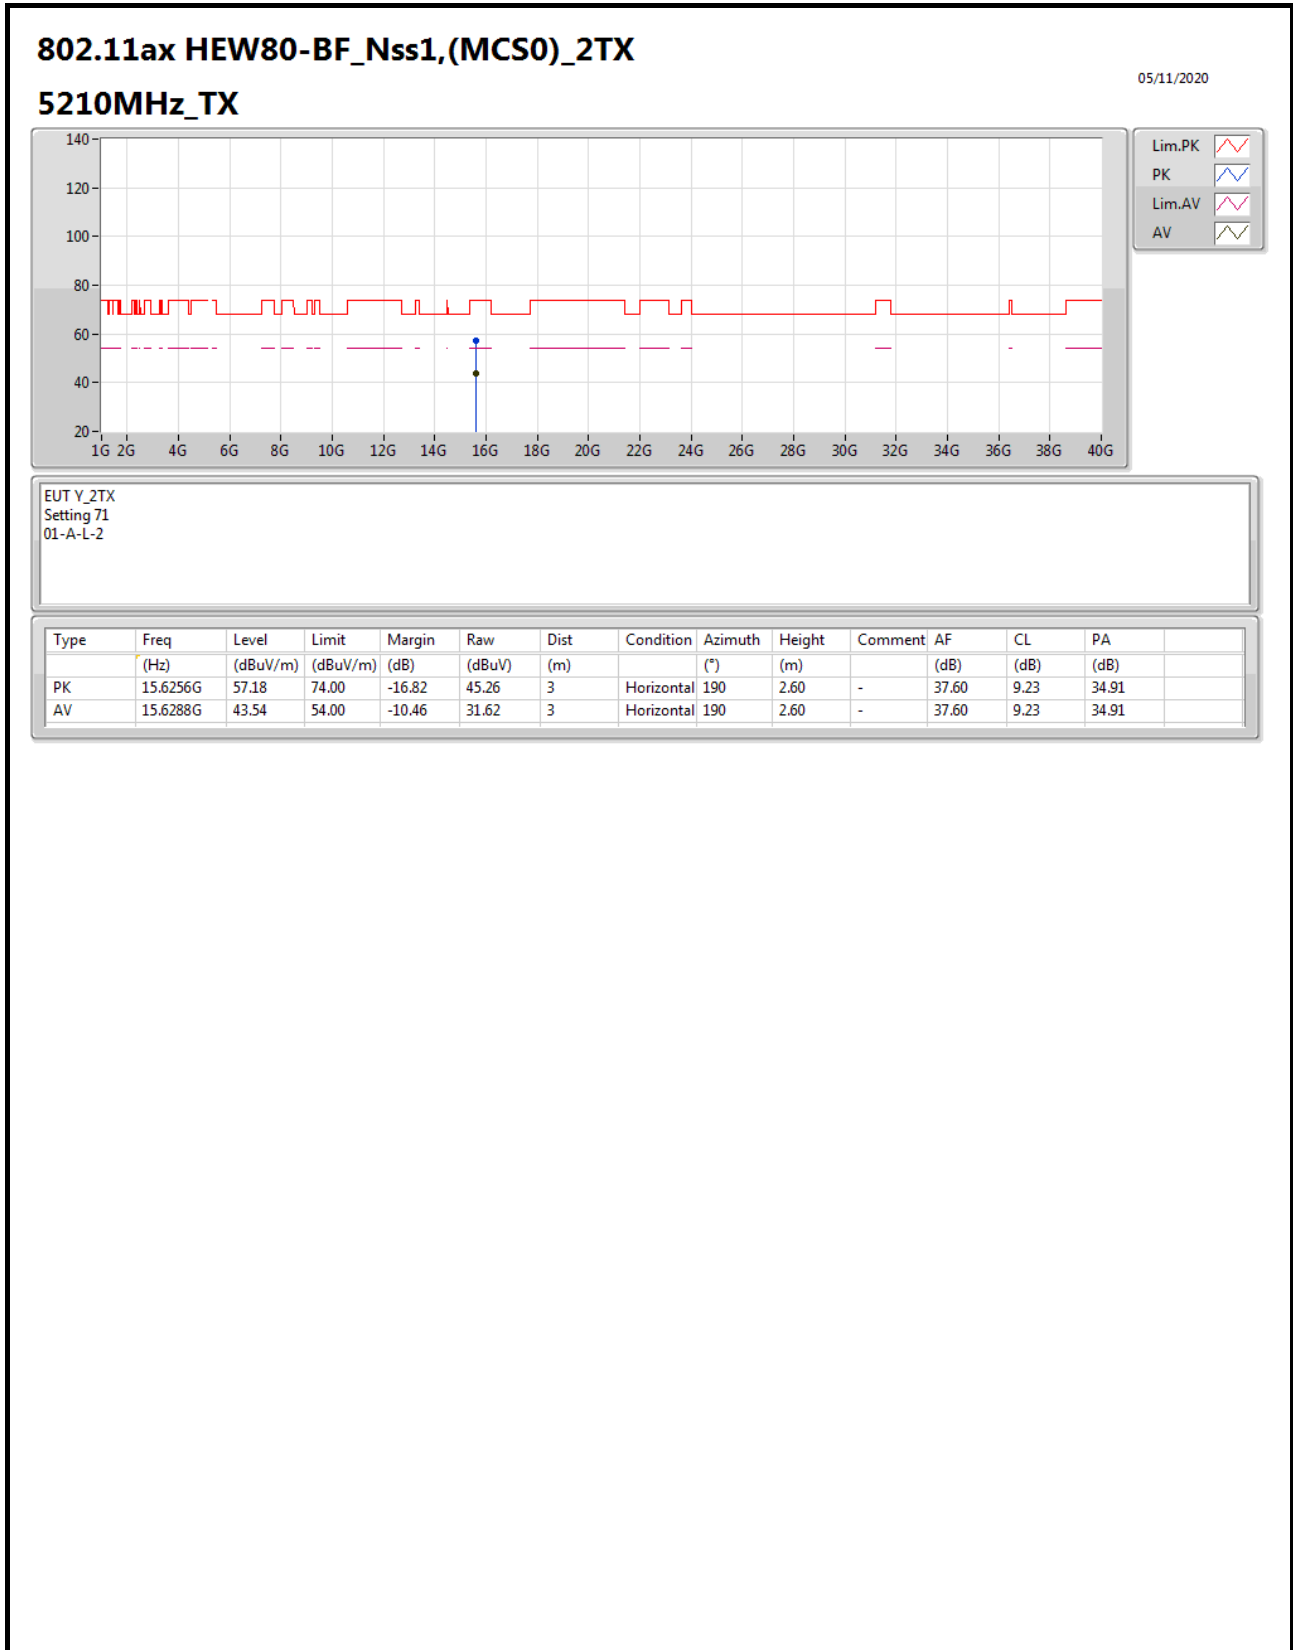 802.11ax HEW80-BF_Nss1,(MCS0)_2TX
05/11/2020
5210MHz_TX
140
120
100
80
60
40
20
1G 2G 4G 6G 8G 10G 12G 14G 16G 18G 20G 22G 24G 26G 28G 30G 32G 34G 36G 38G 40G
Lim.PK
PK
Lim.AV
AV
EUT Y_2TX
Setting 71
01-A-L-2
Type Freq Level Limit Margin Raw Dist Condition Azimuth Height Comment AF CL PA
(Hz) (dBuV/m) (dBuV/m) (dB) (dBuV) (m) (°) (m) (dB) (dB) (dB)
PK 15.6256G 57.18 74.00 -16.82 45.26 3 Horizontal 190 2.60 - 37.60 9.23 34.91
AV 15.6288G 43.54 54.00 -10.46 31.62 3 Horizontal 190 2.60 - 37.60 9.23 34.91